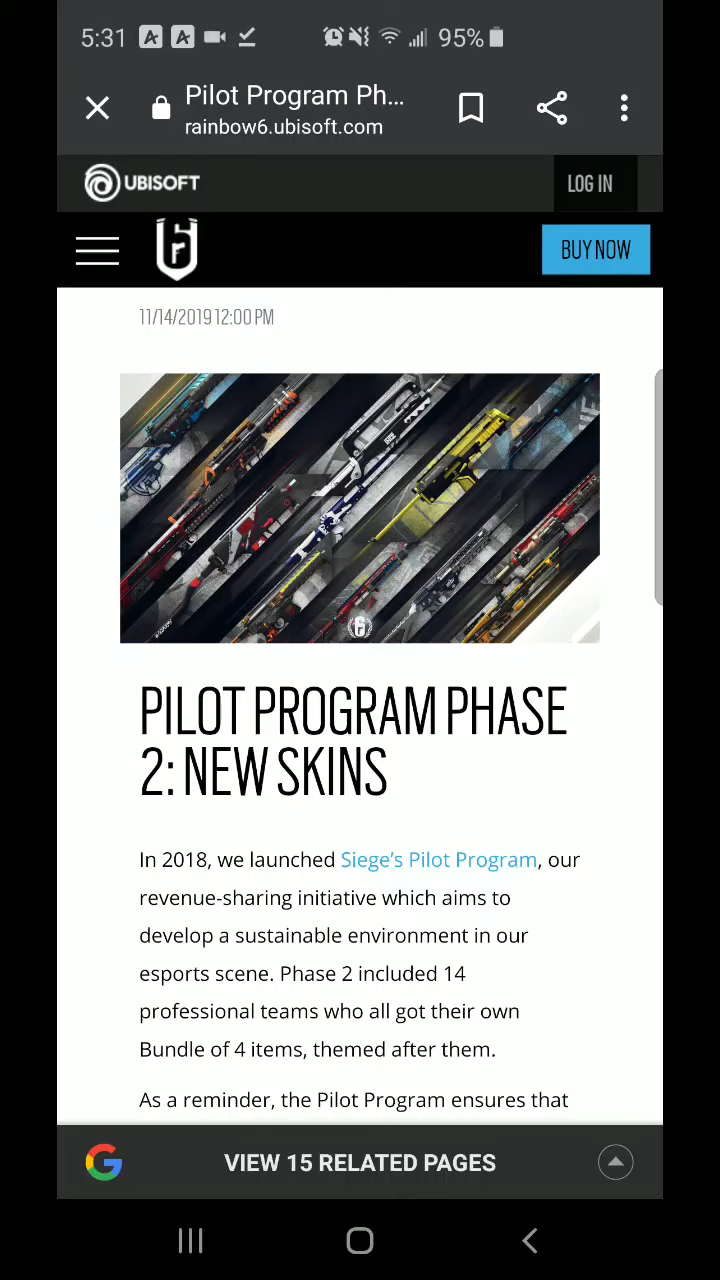 5:31 95%
Pilot Program Ph...
rainbow6.ubisoft.com
UBISOFT LOG IN
BUY NOW
11/14/2019 12:00 PM
PILOT PROGRAM PHASE
2: NEW SKINS
In 2018, we launched Siege's Pilot Program, our
revenue-sharing initiative which aims to
develop a sustainable environment in our
esports scene. Phase 2 included 14
professional teams who all got their own
Bundle of 4 items, themed after them.
As a reminder, the Pilot Program ensures that
VIEW 15 RELATED PAGES